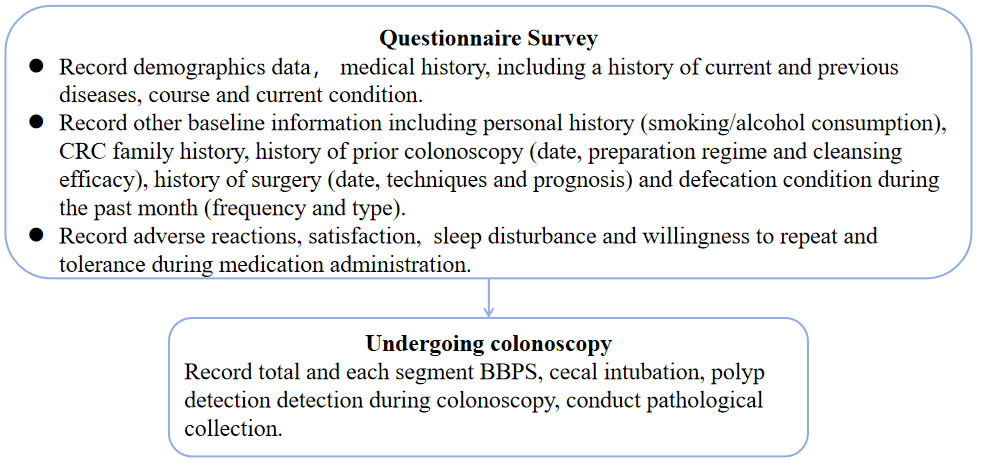 Questionnaire Survey
● Record demographics data， medical history, including a history of current and previous
diseases, course and current condition.
● Record other baseline information including personal history (smoking/alcohol consumption),
CRC family history, history of prior colonoscopy (date, preparation regime and cleansing
efficacy), history of surgery (date, techniques and prognosis) and defecation condition during
the past month (frequency and type).
● Record adverse reactions, satisfaction, sleep disturbance and willingness to repeat and
tolerance during medication administration.
Undergoing colonoscopy
Record total and each segment BBPS, cecal intubation, polyp
detection detection during colonoscopy, conduct pathological
collection.